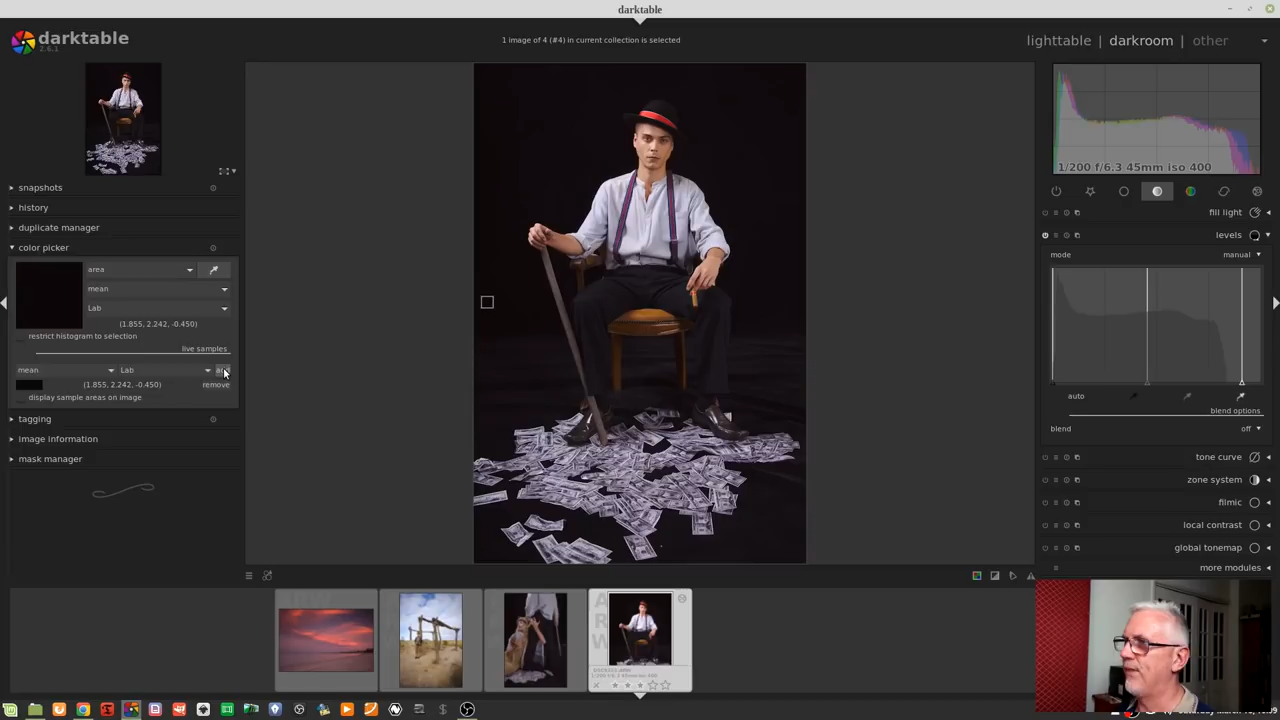 darktable
darktable
2.6.1
1 image of 4 (#4) in current collection is selected
lighttable | darkroom | other
1/200 f/6.3 45mm iso 400
snapshots
history
duplicate manager
color picker
area
mean
Lab
(1.855, 2.242, -0.450)
restrict histogram to selection
live samples
mean
Lab
(1.855, 2.242, -0.450)
remove
display sample areas on image
tagging
image information
mask manager
fill light
levels
mode
manual
auto
blend options
blend
off
tone curve
zone system
filmic
local contrast
global tonemap
more modules
A
R
W